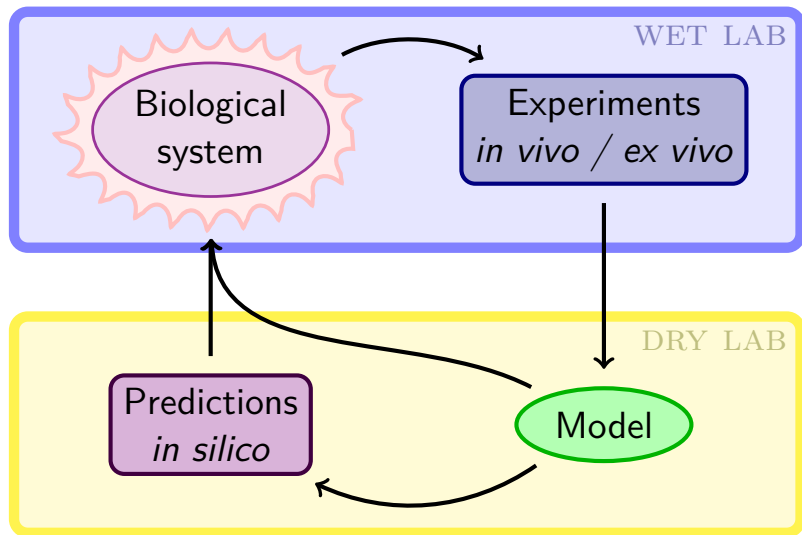 WET LAB
Biological
system
Experiments
in vivo / ex vivo
DRY LAB
Predictions
in silico
Model